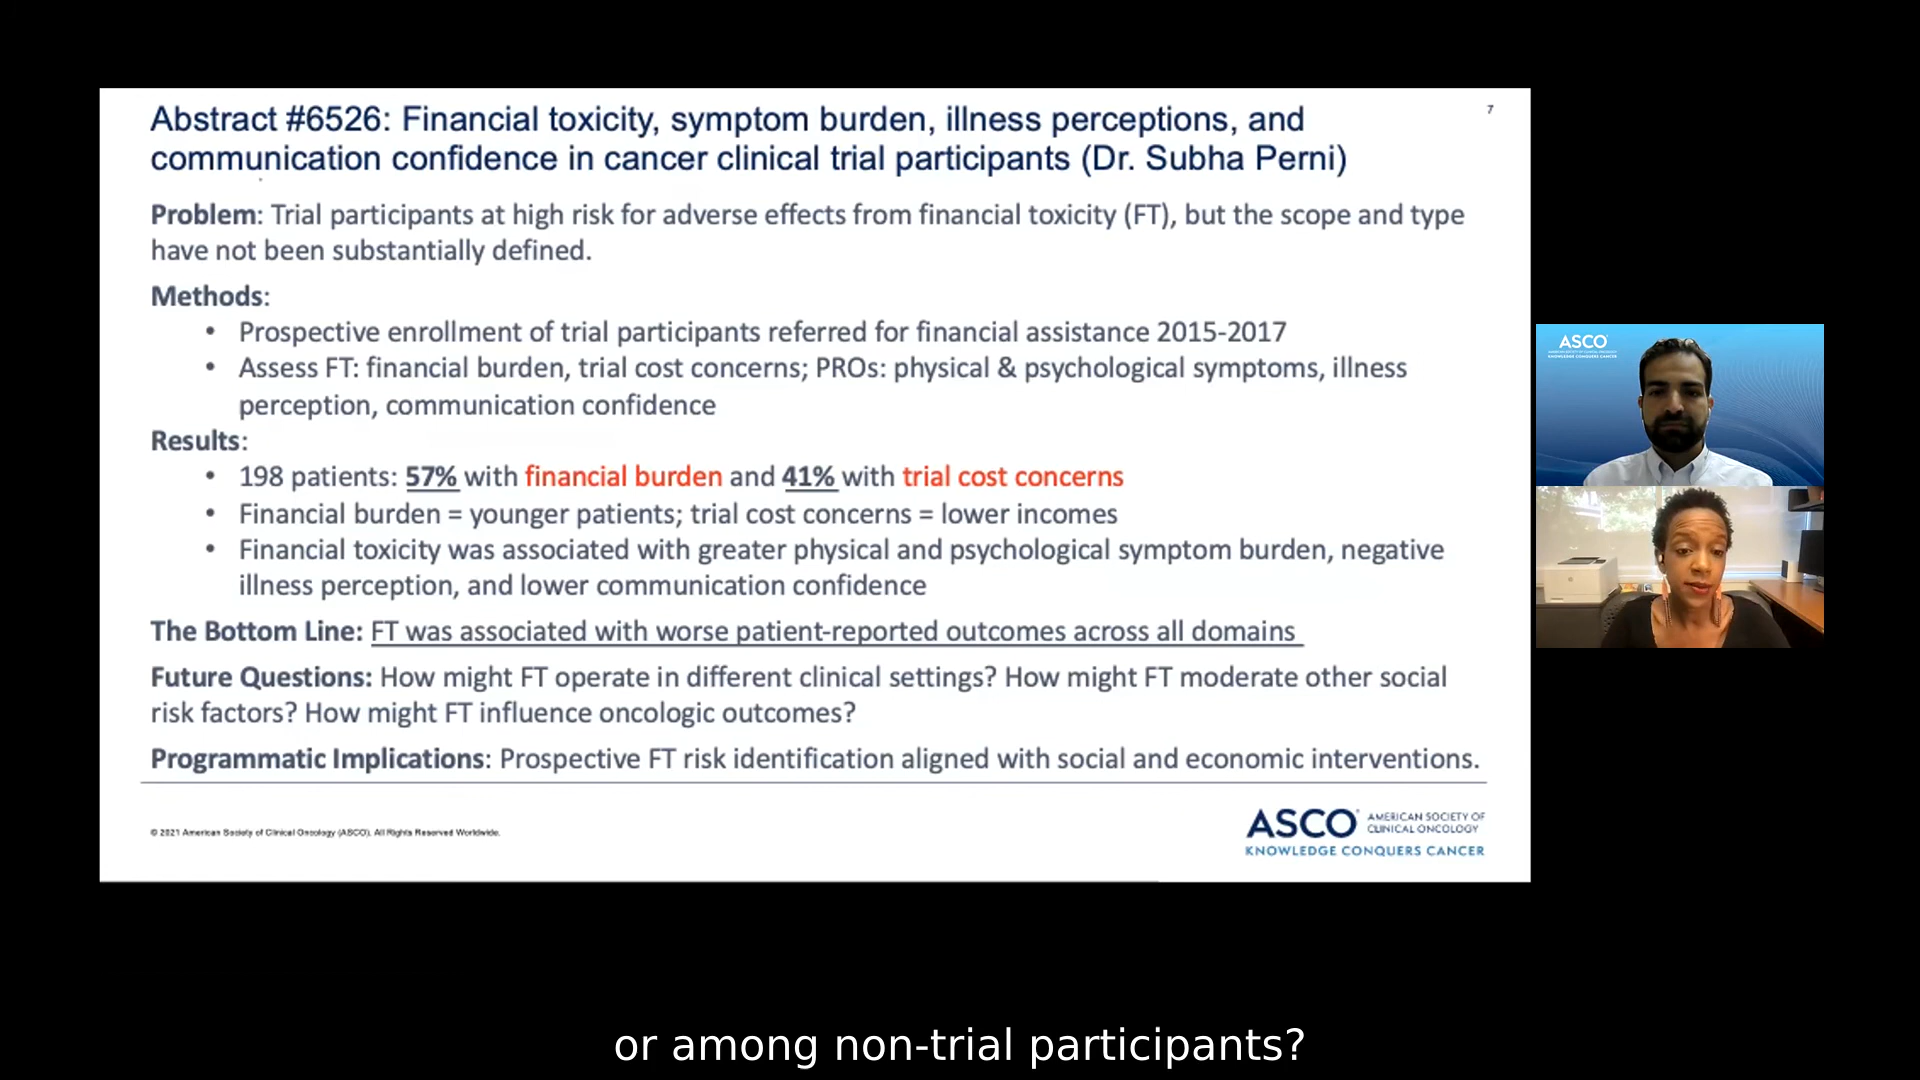 Abstract #6526: Financial toxicity, symptom burden, illness perceptions, and
communication confidence in cancer clinical trial participants (Dr. Subha Perni)
7
Problem: Trial participants at high risk for adverse effects from financial toxicity (FT), but the scope and type
have not been substantially defined.
Methods:
• Prospective enrollment of trial participants referred for financial assistance 2015-2017
• Assess FT: financial burden, trial cost concerns; PROs: physical & psychological symptoms, illness
perception, communication confidence
Results:
• 198 patients: 57% with financial burden and 41% with trial cost concerns
• Financial burden = younger patients; trial cost concerns = lower incomes
• Financial toxicity was associated with greater physical and psychological symptom burden, negative
illness perception, and lower communication confidence
The Bottom Line: FT was associated with worse patient-reported outcomes across all domains
Future Questions: How might FT operate in different clinical settings? How might FT moderate other social
risk factors? How might FT influence oncologic outcomes?
Programmatic Implications: Prospective FT risk identification aligned with social and economic interventions.
© 2021 American Society of Clinical Oncology (ASCO). All Rights Reserved Worldwide.
ASCO® AMERICAN SOCIETY OF
CLINICAL ONCOLOGY
KNOWLEDGE CONQUERS CANCER
ASCO
AMERICAN SOCIETY OF CLINICAL ONCOLOGY
KNOWLEDGE CONQUERS CANCER
or among non-trial participants?